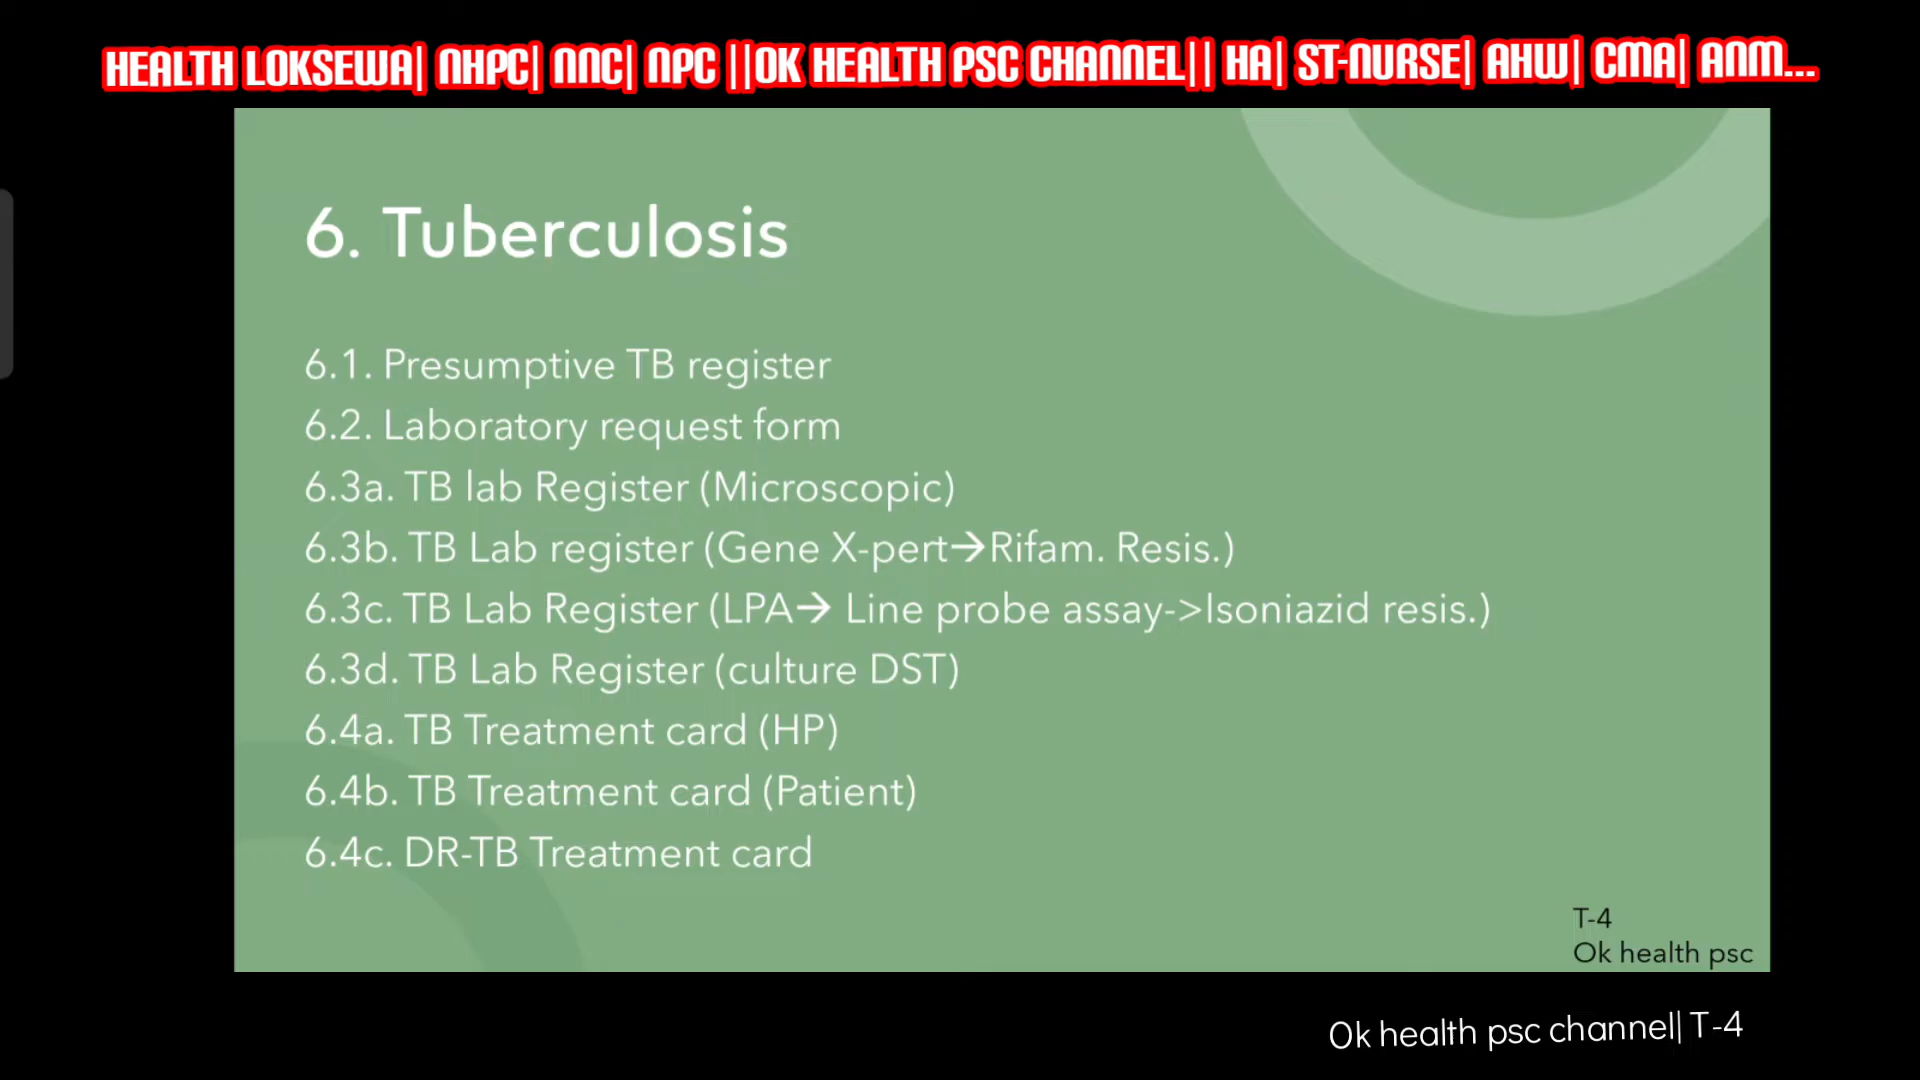 HEALTH LOKSEWA| NHPC| NNC| NPC ||OK HEALTH PSC CHANNEL|| HA| ST-NURSE| AHW| CMA| ANM...
6. Tuberculosis
6.1. Presumptive TB register
6.2. Laboratory request form
6.3a. TB lab Register (Microscopic)
6.3b. TB Lab register (Gene X-pert→Rifam. Resis.)
6.3c. TB Lab Register (LPA→ Line probe assay->Isoniazid resis.)
6.3d. TB Lab Register (culture DST)
6.4a. TB Treatment card (HP)
6.4b. TB Treatment card (Patient)
6.4c. DR-TB Treatment card
T-4
Ok health psc
Ok health psc channel|| T-4